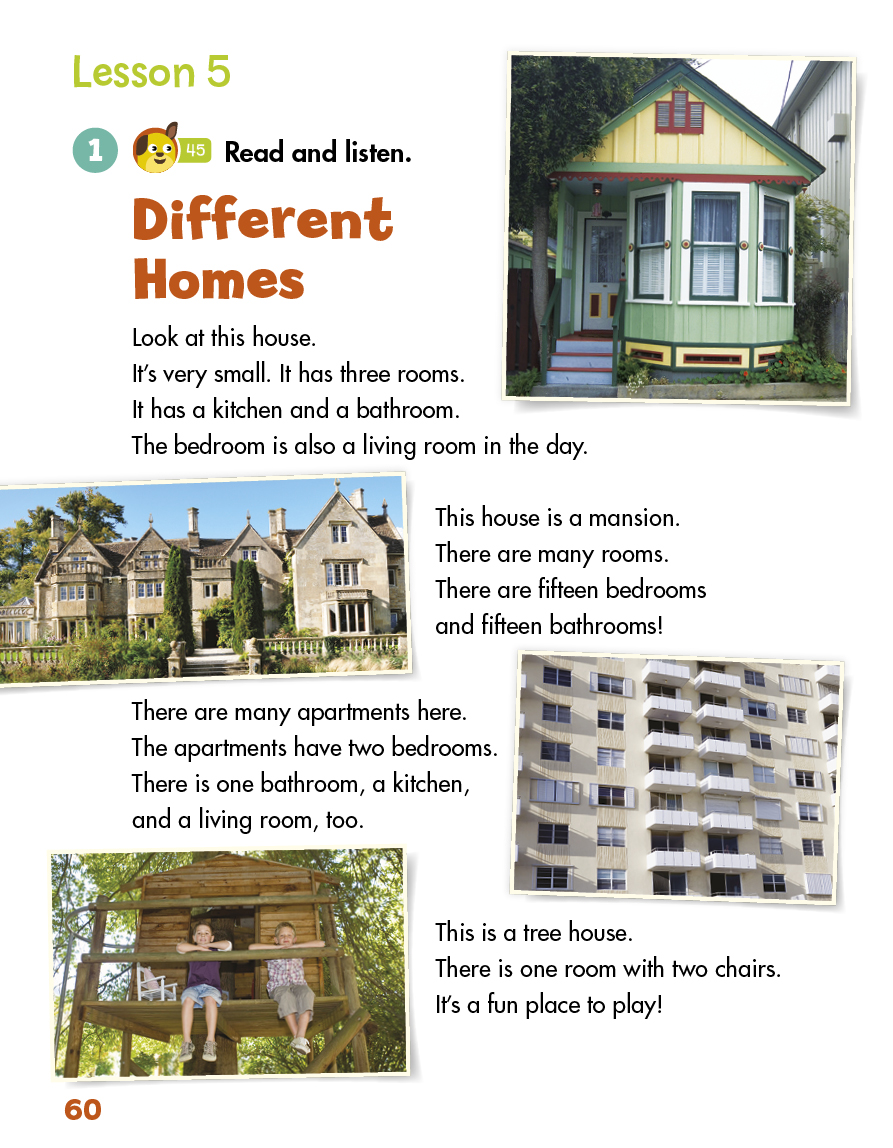 Lesson 5
1
45
Read and listen.
Different
Homes
Look at this house.
It's very small. It has three rooms.
It has a kitchen and a bathroom.
The bedroom is also a living room in the day.
This house is a mansion.
There are many rooms.
There are fifteen bedrooms
and fifteen bathrooms!
There are many apartments here.
The apartments have two bedrooms.
There is one bathroom, a kitchen,
and a living room, too.
This is a tree house.
There is one room with two chairs.
It's a fun place to play!
60